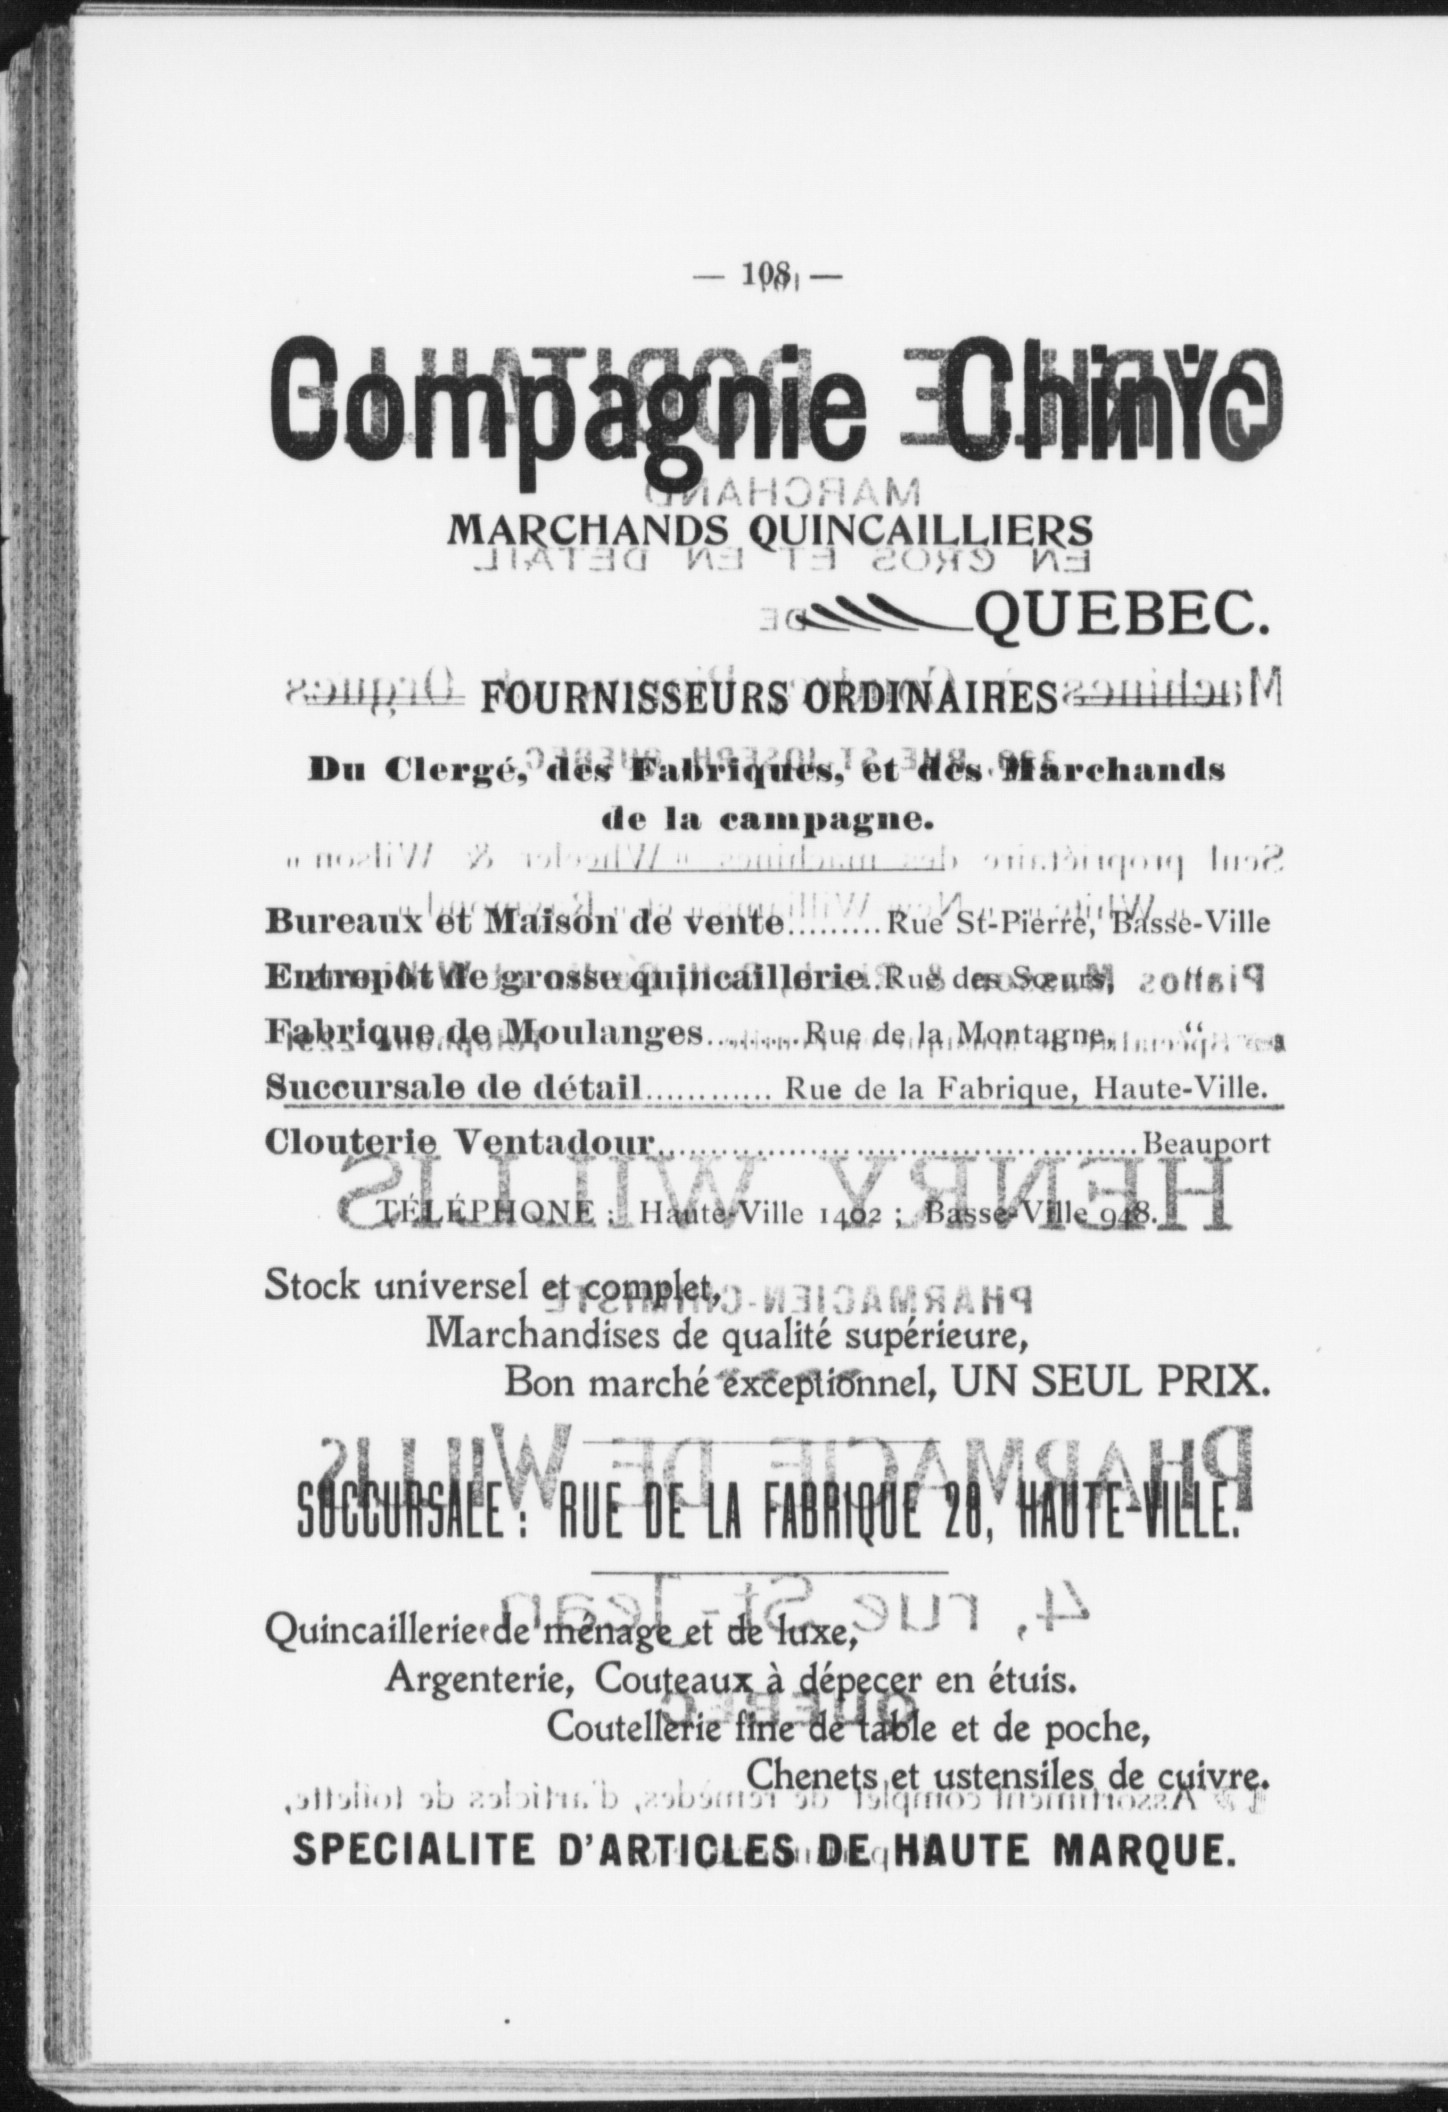 — 108 —
Compagnie Chinic
MARCHANDS QUINCAILLIERS
QUEBEC.
FOURNISSEURS ORDINAIRES
Du Clergé, des Fabriques, et des Marchands
de la campagne.
Bureaux et Maison de vente.........Rue St-Pierre, Basse-Ville
Entrepôt de grosse quincaillerie..Rue des Sœurs,
Fabrique de Moulanges.........Rue de la Montagne, “
Succursale de détail............ Rue de la Fabrique, Haute-Ville.
Clouterie Ventadour............................................Beauport
TÉLÉPHONE : Haute-Ville 1402 ; Basse-Ville 948.
Stock universel et complet,
Marchandises de qualité supérieure,
Bon marché exceptionnel, UN SEUL PRIX.
SUCCURSALE : RUE DE LA FABRIQUE 28, HAUTE-VILLE.
Quincaillerie de ménage et de luxe,
Argenterie, Couteaux à dépecer en étuis.
Coutellerie fine de table et de poche,
Chenets et ustensiles de cuivre.
SPECIALITE D'ARTICLES DE HAUTE MARQUE.